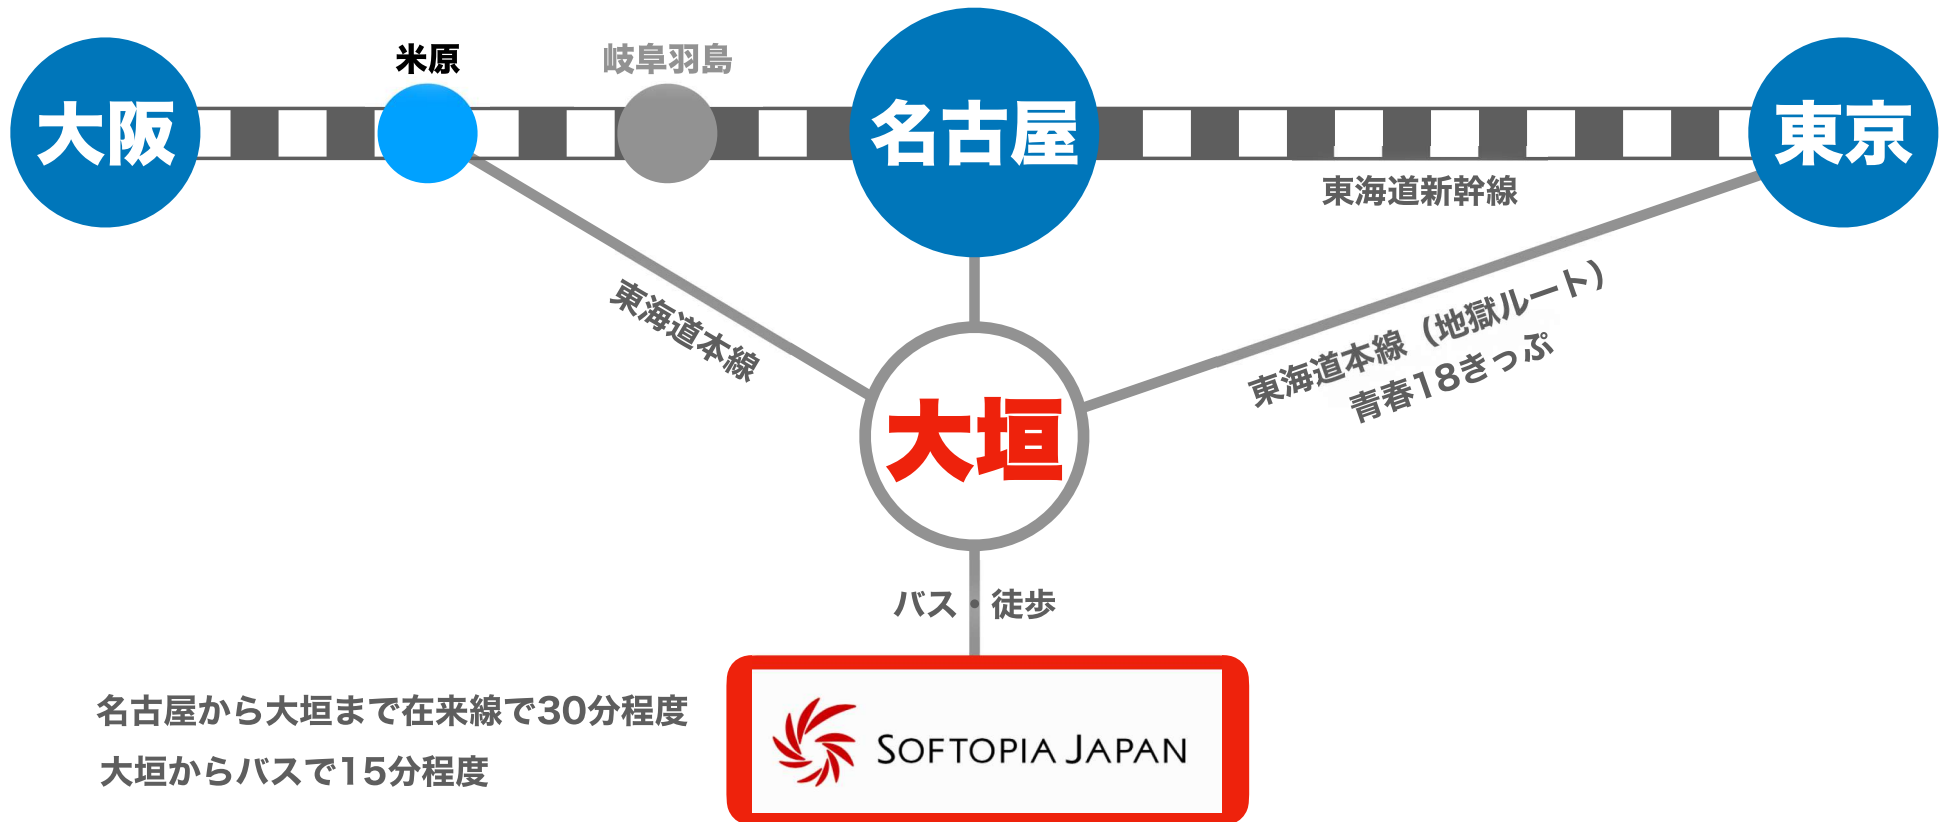 米原
岐阜羽島
大阪
名古屋
東京
東海道新幹線
東海道本線
東海道本線（地獄ルート）
青春18きっぷ
大垣
バス・徒歩
名古屋から大垣まで在来線で30分程度
大垣からバスで15分程度
SOFTOPIA JAPAN